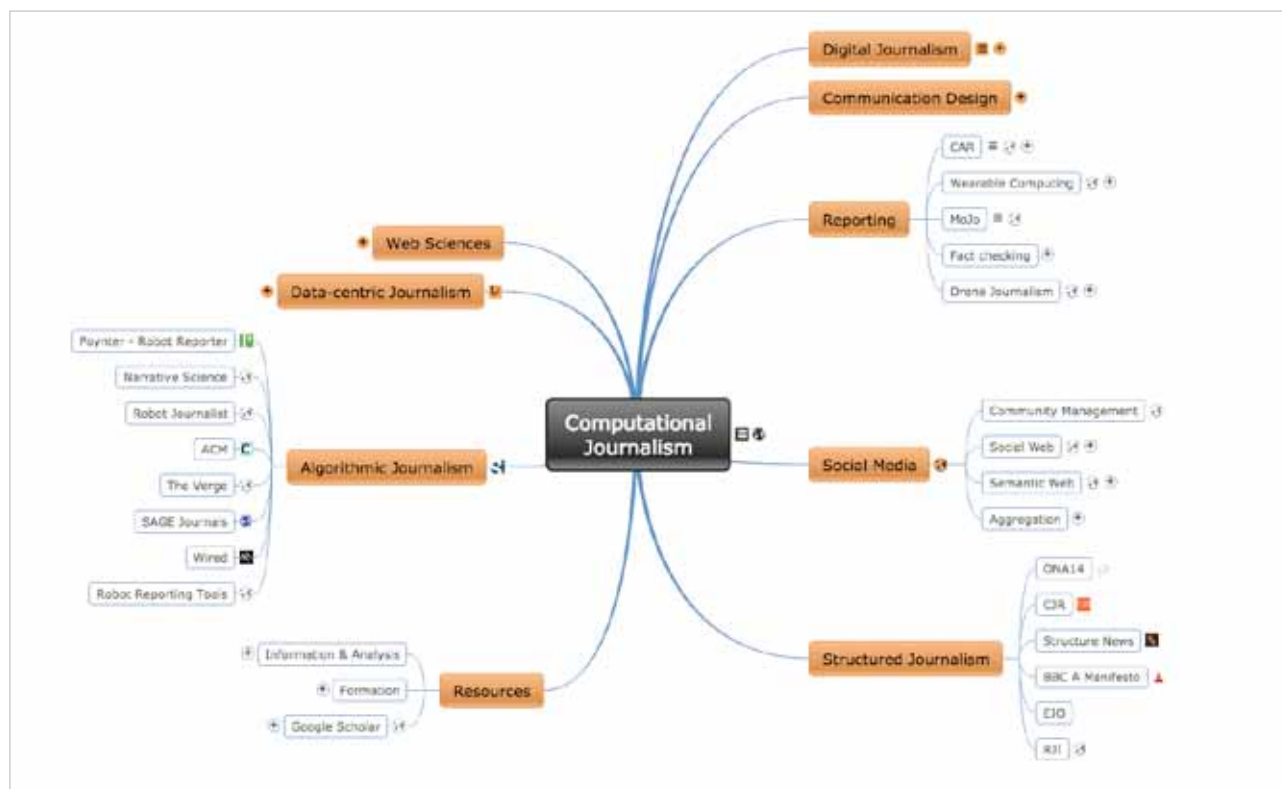 Digital Journalism
Communication Design
Reporting
CAR
Wearable Computing
MoJo
Fact checking
Drone Journalism
Web Sciences
Data-centric Journalism
Poynter - Robot Reporter
Narrative Science
Robot Journalist
ACM
The Verge
SAGE Journals
Wired
Robot Reporting Tools
Algorithmic Journalism
Computational
Journalism
Social Media
Community Management
Social Web
Semantic Web
Aggregation
Structured Journalism
ONA14
CJR
Structure News
BBC A Manifesto
EJO
RJI
Information & Analysis
Formation
Google Scholar
Resources